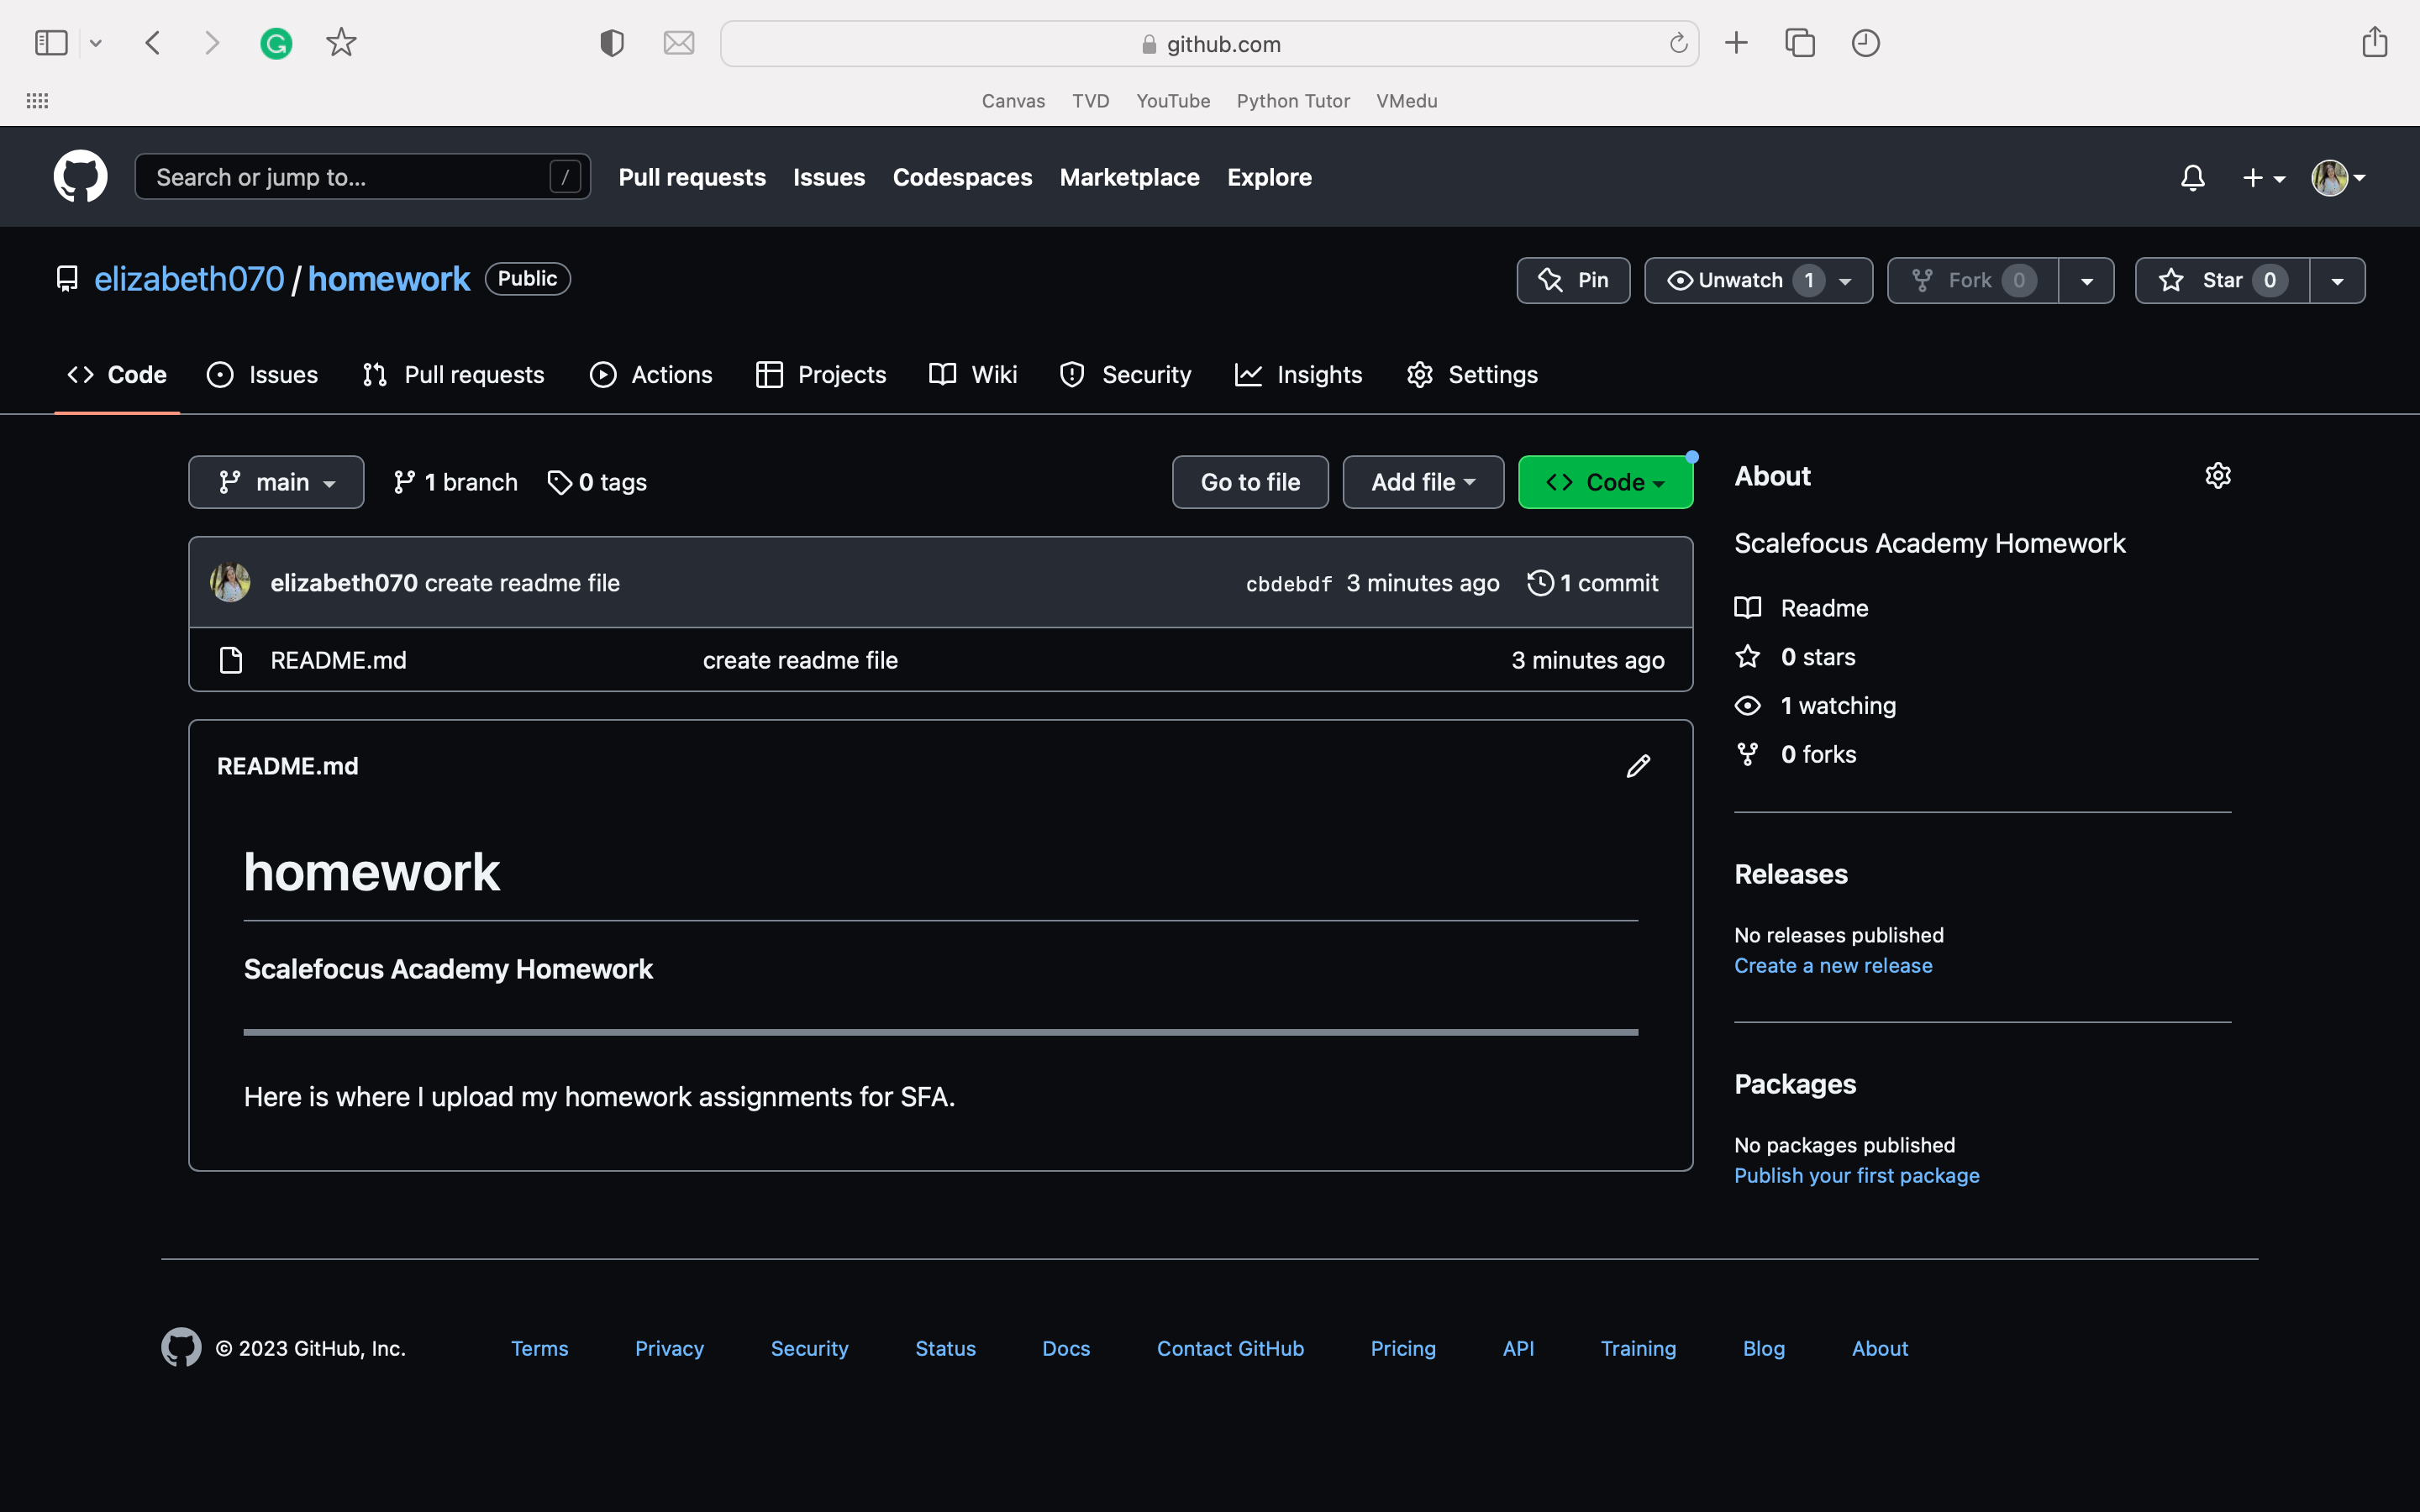 github.com
Canvas TVD YouTube Python Tutor VMedu
Search or jump to... / Pull requests Issues Codespaces Marketplace Explore
elizabeth070 / homework Public Pin Unwatch 1 Fork 0 Star 0
Code Issues Pull requests Actions Projects Wiki Security Insights Settings
main 1 branch 0 tags Go to file Add file Code
elizabeth070 create readme file cbdebdf 3 minutes ago 1 commit
README.md create readme file 3 minutes ago
README.md
homework
Scalefocus Academy Homework
Here is where I upload my homework assignments for SFA.
About
Scalefocus Academy Homework
Readme
0 stars
1 watching
0 forks
Releases
No releases published
Create a new release
Packages
No packages published
Publish your first package
© 2023 GitHub, Inc. Terms Privacy Security Status Docs Contact GitHub Pricing API Training Blog About